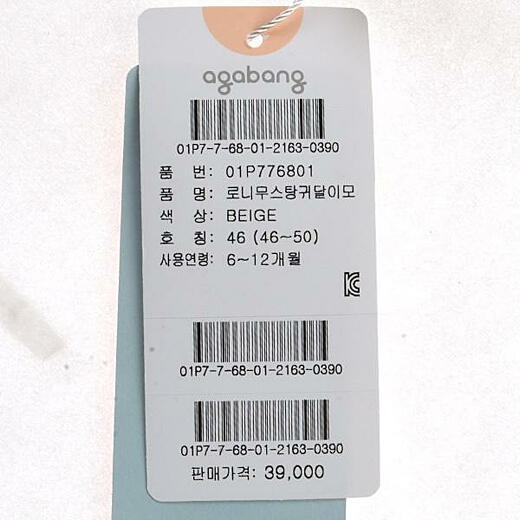 agabang
01P7-7-68-01-2163-0390
품 번: 01P776801
품 명: 로니무스탕귀달이모
색 상: BEIGE
호 칭: 46 (46~50)
사용연령: 6~12개월
KC
01P7-7-68-01-2163-0390
01P7-7-68-01-2163-0390
판매가격: 39,000